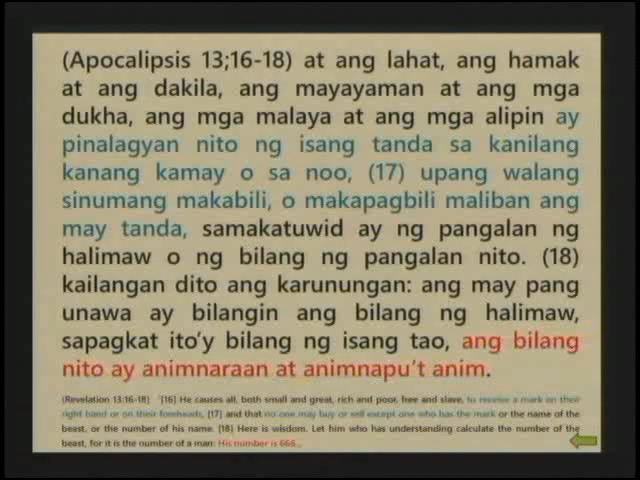 (Apocalipsis 13;16-18) at ang lahat, ang hamak
at ang dakila, ang mayayaman at ang mga
dukha, ang mga malaya at ang mga alipin ay
pinalagyan nito ng isang tanda sa kanilang
kanang kamay o sa noo, (17) upang walang
sinumang makabili, o makapagbili maliban ang
may tanda, samakatuwid ay ng pangalan ng
halimaw o ng bilang ng pangalan nito. (18)
kailangan dito ang karunungan: ang may pang
unawa ay bilangin ang bilang ng halimaw,
sapagkat ito'y bilang ng isang tao, ang bilang
nito ay animnaraan at animnapu't anim.
(Revelation 13:16-18) [16] He causes all, both small and great, rich and poor, free and slave, to receive a mark on their
right hand or on their foreheads, [17] and that no one may buy or sell except one who has the mark or the name of the
beast, or the number of his name. [18] Here is wisdom. Let him who has understanding calculate the number of the
beast, for it is the number of a man: His number is 666...